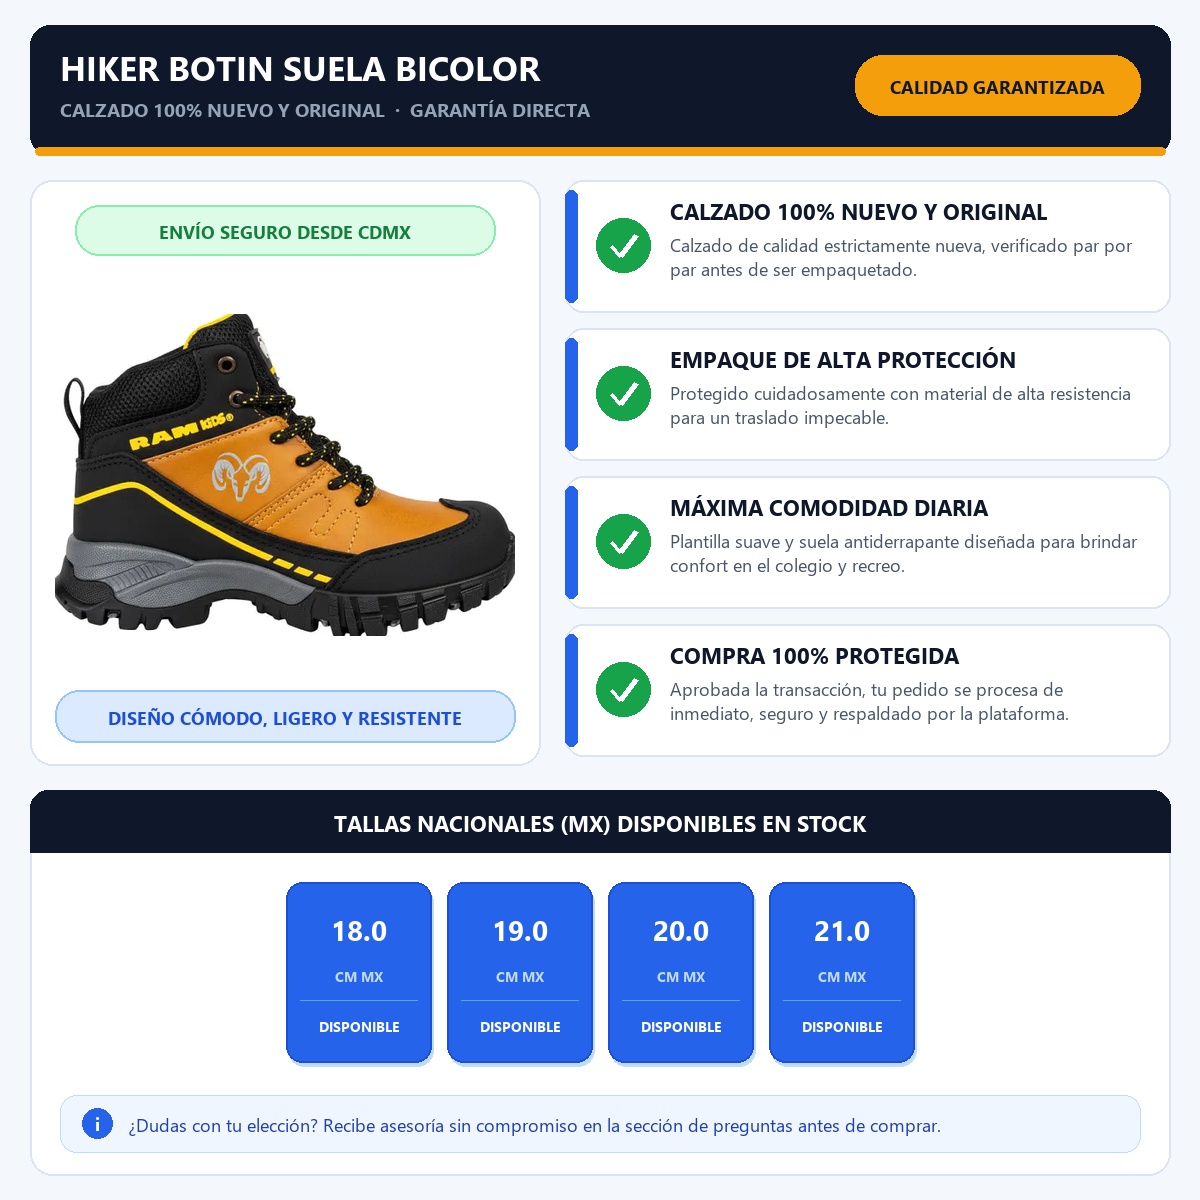 HIKER BOTIN SUELA BICOLOR
CALZADO 100% NUEVO Y ORIGINAL · GARANTÍA DIRECTA
CALIDAD GARANTIZADA
ENVÍO SEGURO DESDE CDMX
RAM KIDS®
DISEÑO CÓMODO, LIGERO Y RESISTENTE
CALZADO 100% NUEVO Y ORIGINAL
Calzado de calidad estrictamente nueva, verificado par por
par antes de ser empaquetado.
EMPAQUE DE ALTA PROTECCIÓN
Protegido cuidadosamente con material de alta resistencia
para un traslado impecable.
MÁXIMA COMODIDAD DIARIA
Plantilla suave y suela antiderrapante diseñada para brindar
confort en el colegio y recreo.
COMPRA 100% PROTEGIDA
Aprobada la transacción, tu pedido se procesa de
inmediato, seguro y respaldado por la plataforma.
TALLAS NACIONALES (MX) DISPONIBLES EN STOCK
18.0
CM MX
DISPONIBLE
19.0
CM MX
DISPONIBLE
20.0
CM MX
DISPONIBLE
21.0
CM MX
DISPONIBLE
¿Dudas con tu elección? Recibe asesoría sin compromiso en la sección de preguntas antes de comprar.